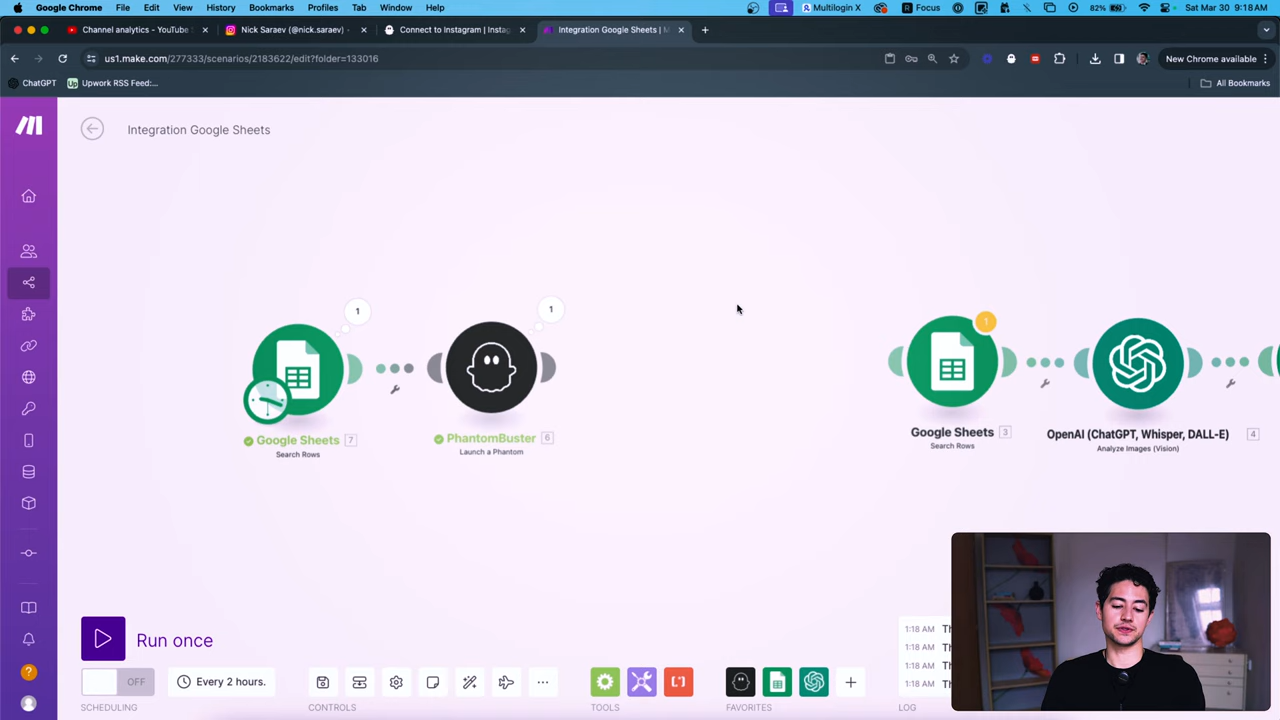 Google Chrome File Edit View History Bookmarks Profiles Tab Window Help Multilogin X Focus 82% Sat Mar 30 9:18 AM
Channel analytics - YouTube S Nick Saraev (@nick.saraev) • Connect to Instagram | Instag Integration Google Sheets | M
us1.make.com/277333/scenarios/2183622/edit?folder=133016 New Chrome available
ChatGPT Upwork RSS Feed:... All Bookmarks
Integration Google Sheets
1 1 1
Google Sheets 7
Search Rows
PhantomBuster 6
Launch a Phantom
Google Sheets 3
Search Rows
OpenAI (ChatGPT, Whisper, DALL-E) 4
Analyze Images (Vision)
Run once
OFF Every 2 hours.
SCHEDULING CONTROLS TOOLS FAVORITES LOG
1:18 AM Th
1:18 AM Th
1:18 AM Th
1:18 AM Th